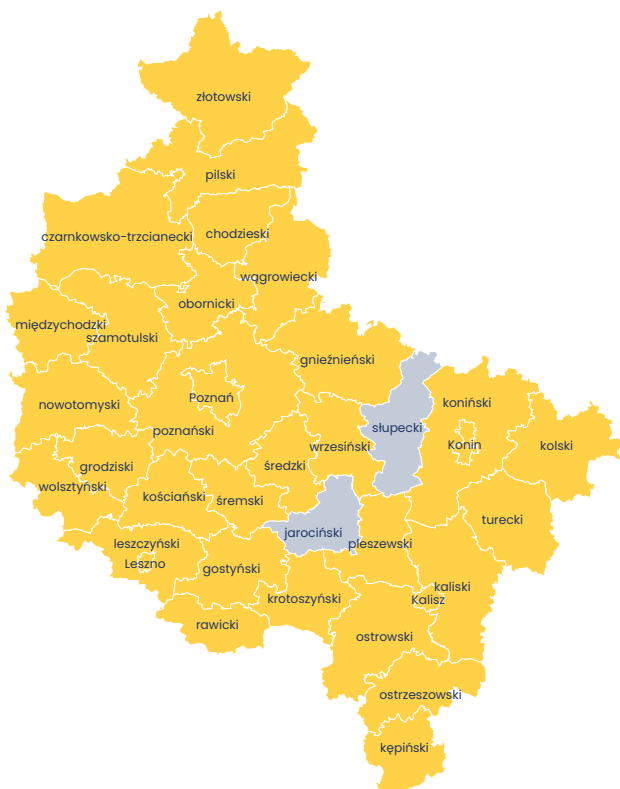 złotowski
pilski
czarnkowsko-trzcianecki
chodzieski
wągrowiecki
obornicki
międzychodzki
szamotulski
gnieźnieński
nowotomyski
Poznań
koniński
poznański
słupecki
wrzesiński
Konin
kolski
grodziski
średzki
wolsztyński
kościański
śremski
turecki
jarociński
pleszewski
leszczyński
Leszno
gostyński
kaliski
Kalisz
krotoszyński
rawicki
ostrowski
ostrzeszowski
kępiński